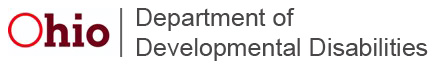 Ohio
Department of
Developmental Disabilities